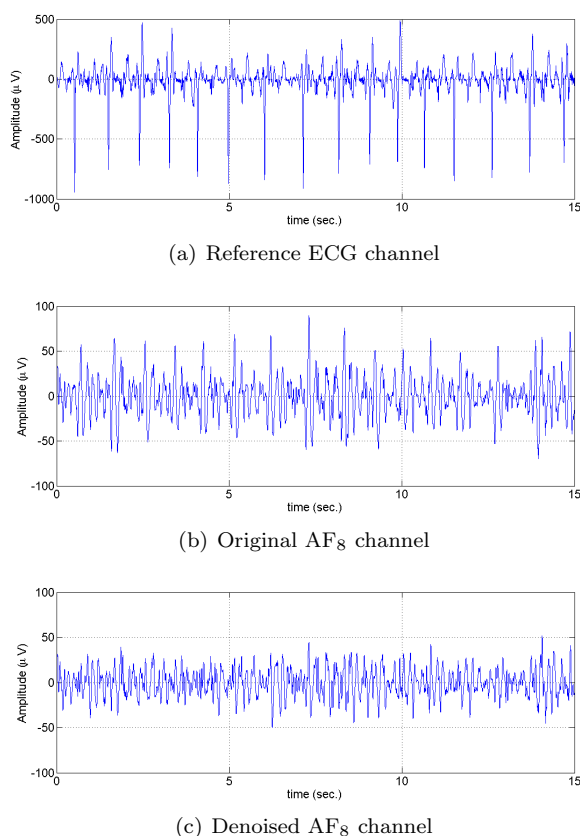 500
0
-500
-1000
Amplitude (μ V)
0 5 10 15
time (sec.)
(a) Reference ECG channel
100
50
0
-50
-100
Amplitude (μ V)
0 5 10 15
time (sec.)
(b) Original AF₈ channel
100
50
0
-50
-100
Amplitude (μ V)
0 5 10 15
time (sec.)
(c) Denoised AF₈ channel